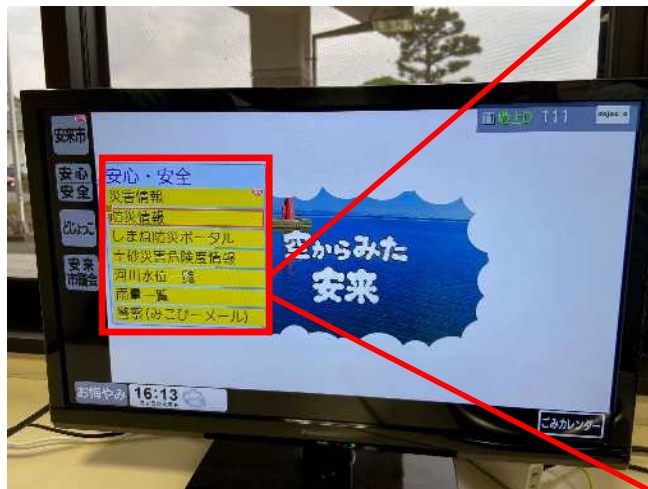 地上D 111
dojocco
安来市
安心
安全
どじょっこ
安来
市議会
安心・安全
災害情報
防災情報
しまね防災ポータル
土砂災害危険度情報
河川水位一覧
雨量一覧
警察(みこぴーメール)
空からみた
安来
お悔やみ
16:13
ごみカレンダー